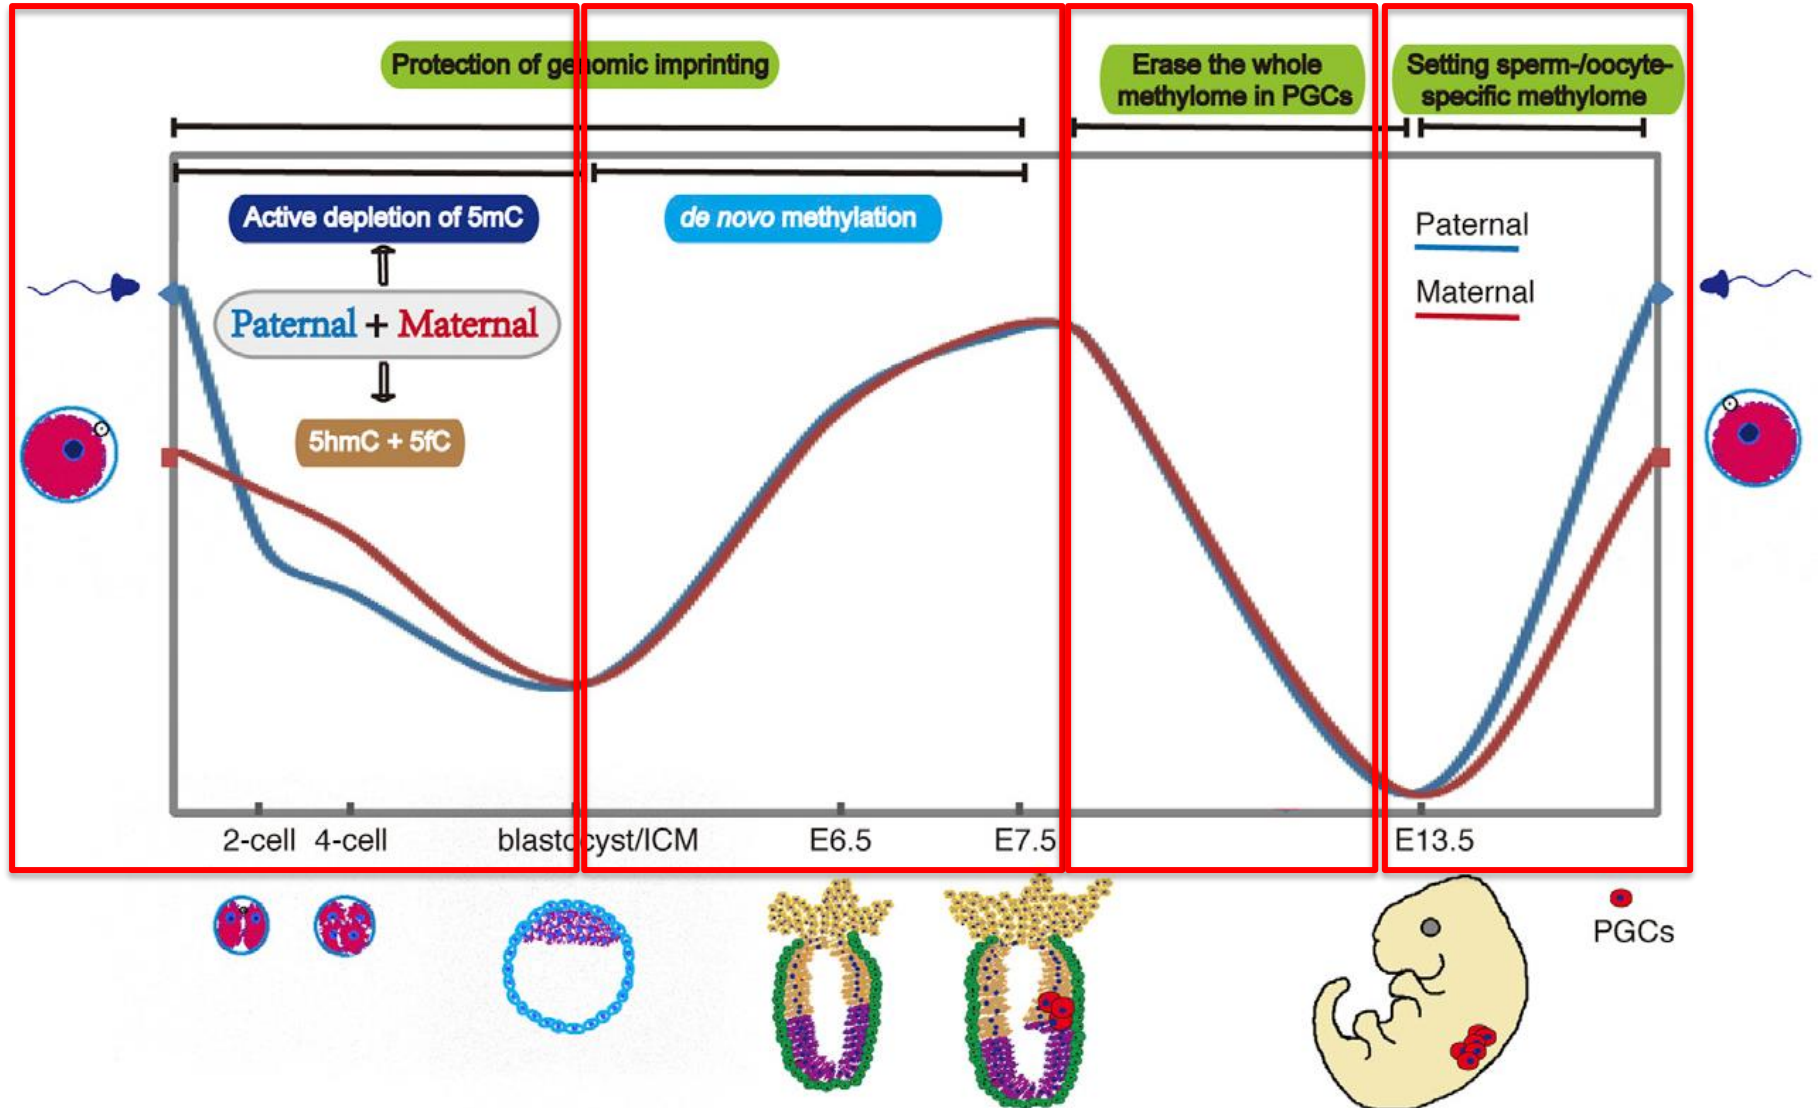 Protection of genomic imprinting
Erase the whole
methylome in PGCs
Setting sperm-/oocyte-
specific methylome
Active depletion of 5mC
de novo methylation
Paternal + Maternal
5hmC + 5fC
Paternal
Maternal
2-cell 4-cell blastocyst/ICM E6.5 E7.5 E13.5
PGCs